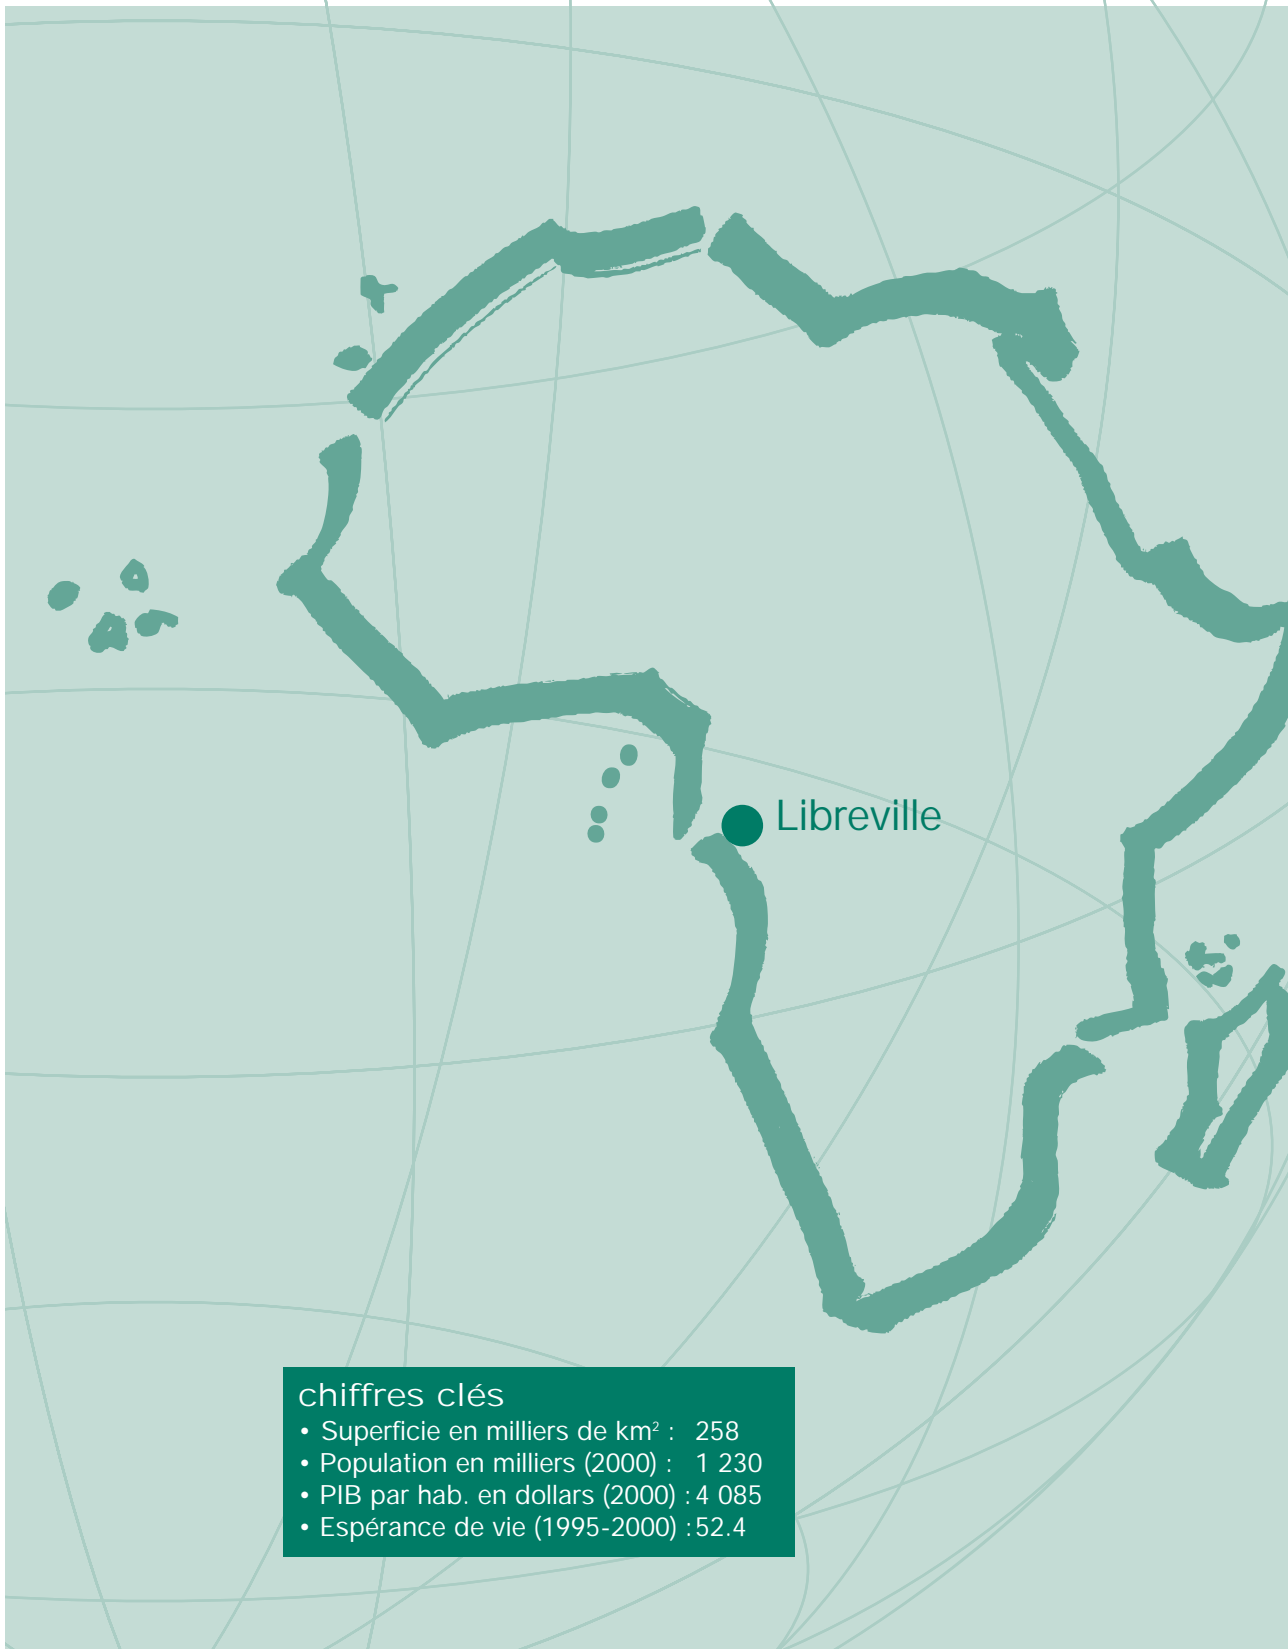 Libreville
chiffres clés
• Superficie en milliers de km² : 258
• Population en milliers (2000) : 1 230
• PIB par hab. en dollars (2000) : 4 085
• Espérance de vie (1995-2000) : 52.4